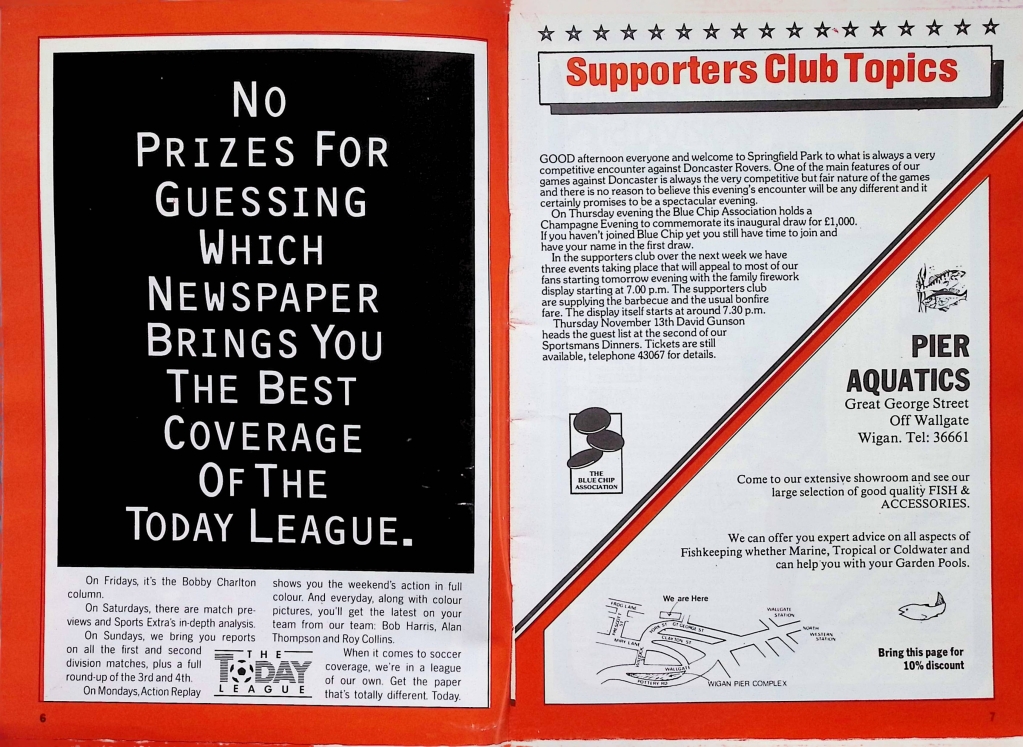 No
Prizes For
Guessing
Which
Newspaper
Brings You
The Best
Coverage
Of The
Today League.
On Fridays, it's the Bobby Charlton
column.
On Saturdays, there are match pre-
views and Sports Extra's in-depth analysis.
On Sundays, we bring you reports
on all the first and second
division matches, plus a full
round-up of the 3rd and 4th.
On Mondays, Action Replay
shows you the weekend's action in full
colour. And everyday, along with colour
pictures, you'll get the latest on your
team from our team: Bob Harris, Alan
Thompson and Roy Collins.
When it comes to soccer
coverage, we're in a league
of our own. Get the paper
that's totally different. Today.
THE
TODAY
LEAGUE
6
Supporters Club Topics
GOOD afternoon everyone and welcome to Springfield Park to what is always a very
competitive encounter against Doncaster Rovers. One of the main features of our
games against Doncaster is always the very competitive but fair nature of the games
and there is no reason to believe this evening's encounter will be any different and it
certainly promises to be a spectacular evening.
On Thursday evening the Blue Chip Association holds a
Champagne Evening to commemorate its inaugural draw for £1,000.
If you haven't joined Blue Chip yet you still have time to join and
have your name in the first draw.
In the supporters club over the next week we have
three events taking place that will appeal to most of our
fans starting tomorrow evening with the family firework
display starting at 7.00 p.m. The supporters club
are supplying the barbecue and the usual bonfire
fare. The display itself starts at around 7.30 p.m.
Thursday November 13th David Gunson
heads the guest list at the second of our
Sportsmans Dinners. Tickets are still
available, telephone 43067 for details.
THE
BLUE CHIP
ASSOCIATION
PIER
AQUATICS
Great George Street
Off Wallgate
Wigan. Tel: 36661
Come to our extensive showroom and see our
large selection of good quality FISH &
ACCESSORIES.
We can offer you expert advice on all aspects of
Fishkeeping whether Marine, Tropical or Coldwater and
can help you with your Garden Pools.
We are Here
FROG LANE
YORK ST
GT GEORGE ST
CLAYTON ST
MIRY LANE
WALLGATE
POTTERY RD
WALLGATE
STATION
NORTH
WESTERN
STATION
WIGAN PIER COMPLEX
Bring this page for
10% discount
7